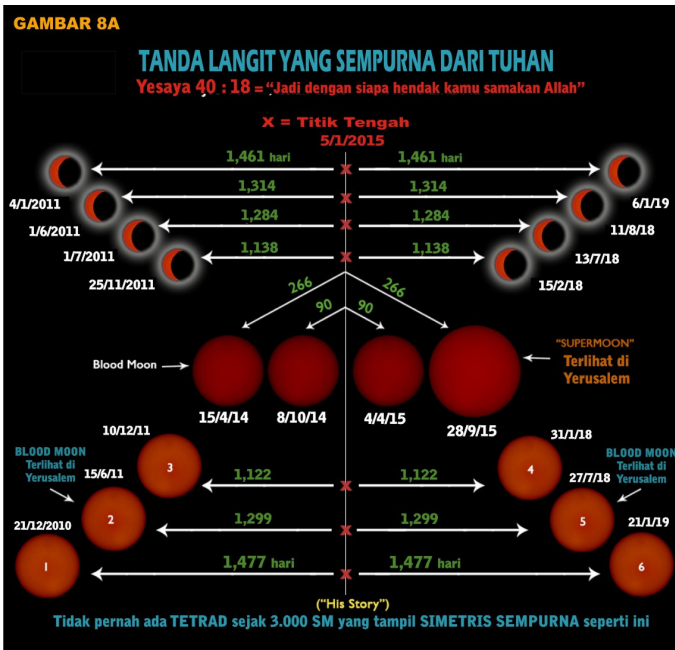 GAMBAR 8A
TANDA LANGIT YANG SEMPURNA DARI TUHAN
Yesaya 40 : 18 = “Jadi dengan siapa hendak kamu samakan Allah”
X = Titik Tengah
5/1/2015
1,461 hari X 1,461 hari
4/1/2011 6/1/19
1,314 X 1,314
1/6/2011 11/8/18
1,284 X 1,284
1/7/2011 13/7/18
1,138 X 1,138
25/11/2011 15/2/18
266 266
90 90
Blood Moon
"SUPERMOON"
Terlihat di
Yerusalem
15/4/14 8/10/14 4/4/15 28/9/15
10/12/11 31/1/18
3 4
BLOOD MOON
Terlihat di
Yerusalem
BLOOD MOON
Terlihat di
Yerusalem
1,122 X 1,122
15/6/11 27/7/18
2 5
1,299 X 1,299
21/12/2010 21/1/19
1 6
1,477 hari X 1,477 hari
("His Story")
Tidak pernah ada TETRAD sejak 3.000 SM yang tampil SIMETRIS SEMPURNA seperti ini